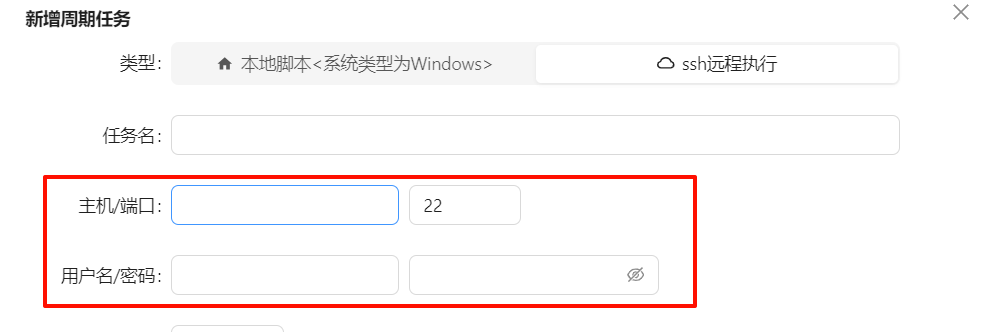 新增周期任务
类型: 本地脚本<系统类型为Windows> ssh远程执行
任务名:
主机/端口: 22
用户名/密码: